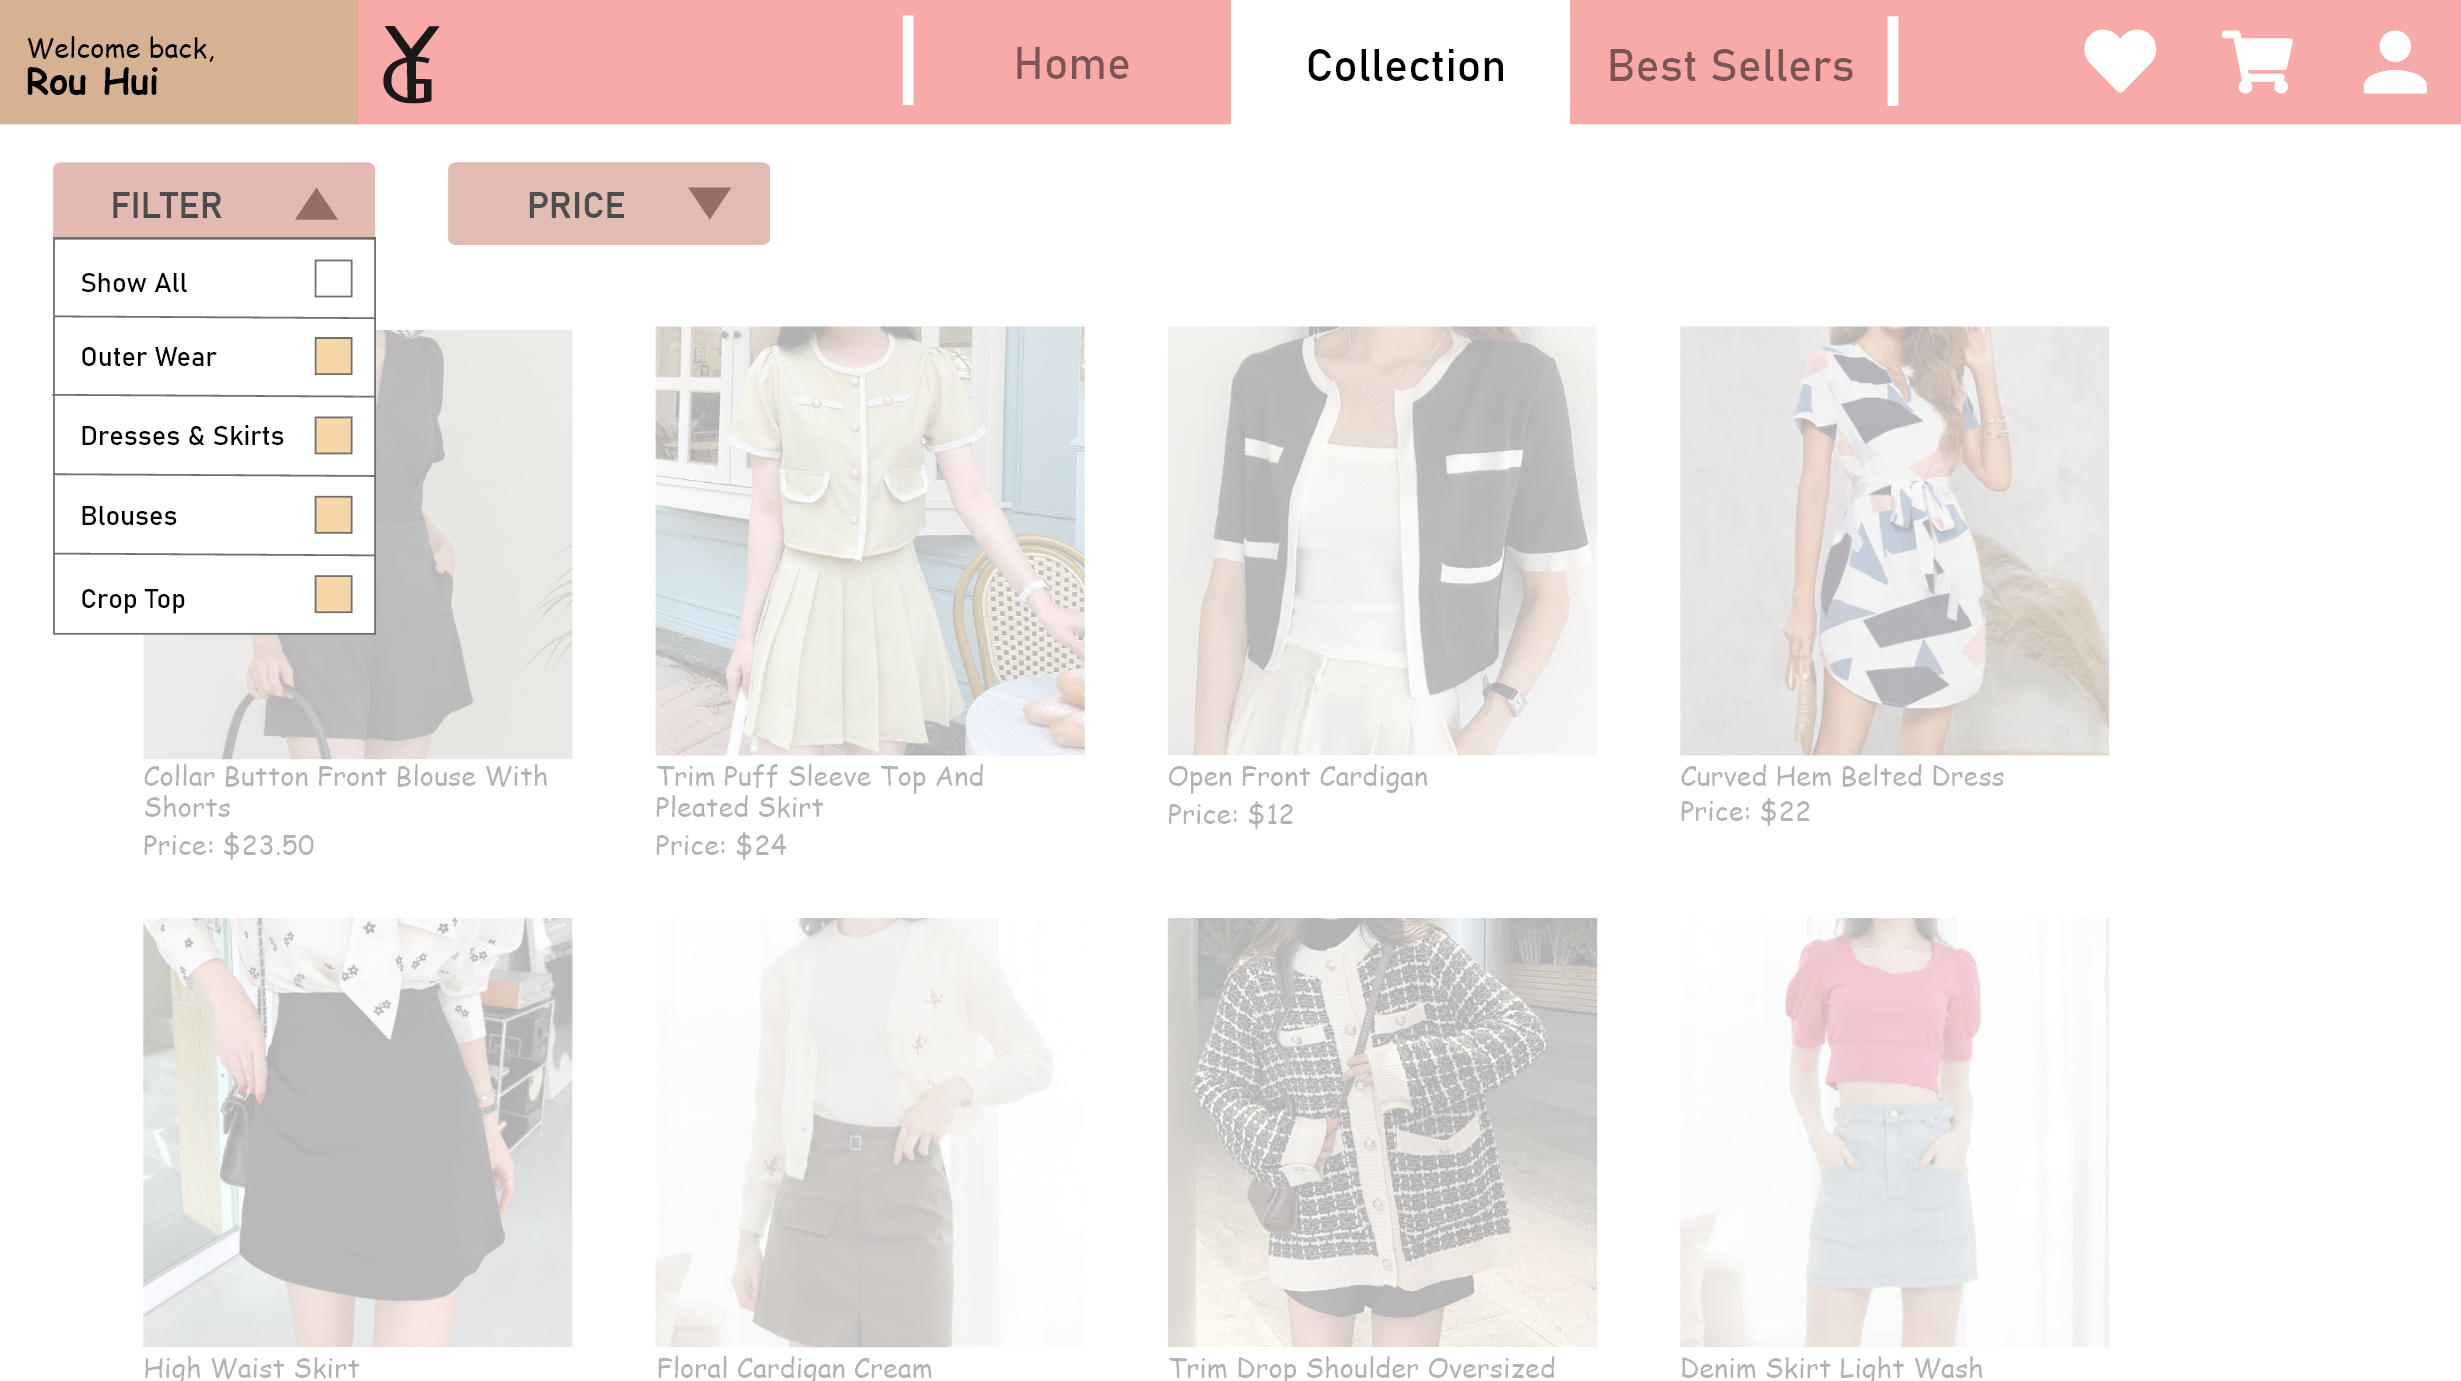 Welcome back,
Rou Hui
YG
Home
Collection
Best Sellers
FILTER
PRICE
Show All
Outer Wear
Dresses & Skirts
Blouses
Crop Top
Collar Button Front Blouse With
Shorts
Price: $23.50
Trim Puff Sleeve Top And
Pleated Skirt
Price: $24
Open Front Cardigan
Price: $12
Curved Hem Belted Dress
Price: $22
High Waist Skirt
Floral Cardigan Cream
Trim Drop Shoulder Oversized
Denim Skirt Light Wash